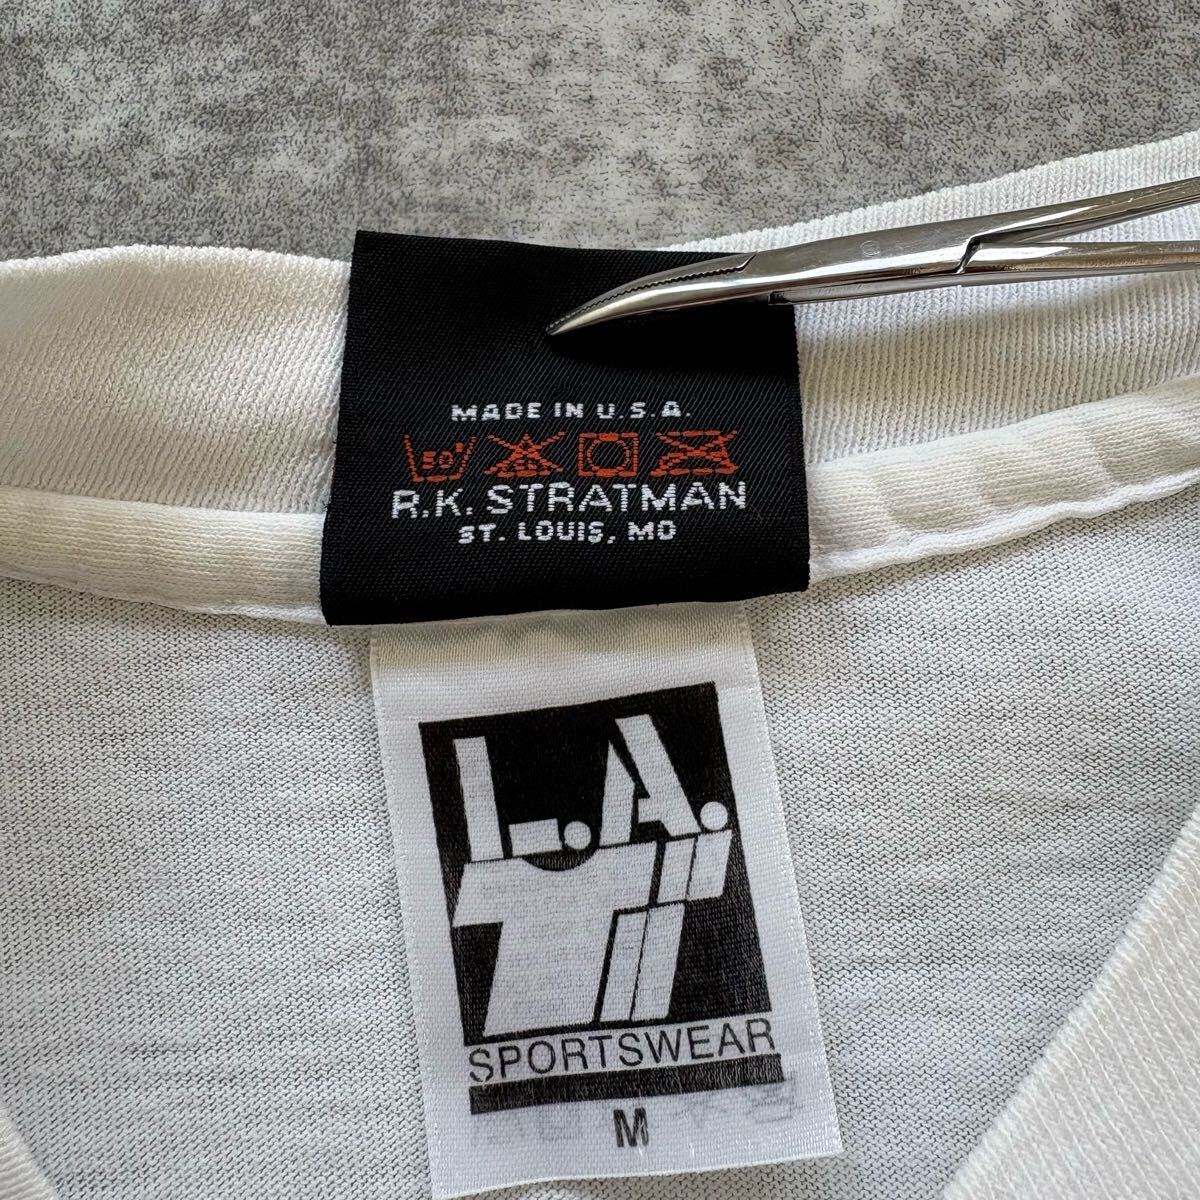 MADE IN U.S.A.
50°
R.K. STRATMAN
ST. LOUIS, MO
L.A. T
SPORTSWEAR
M